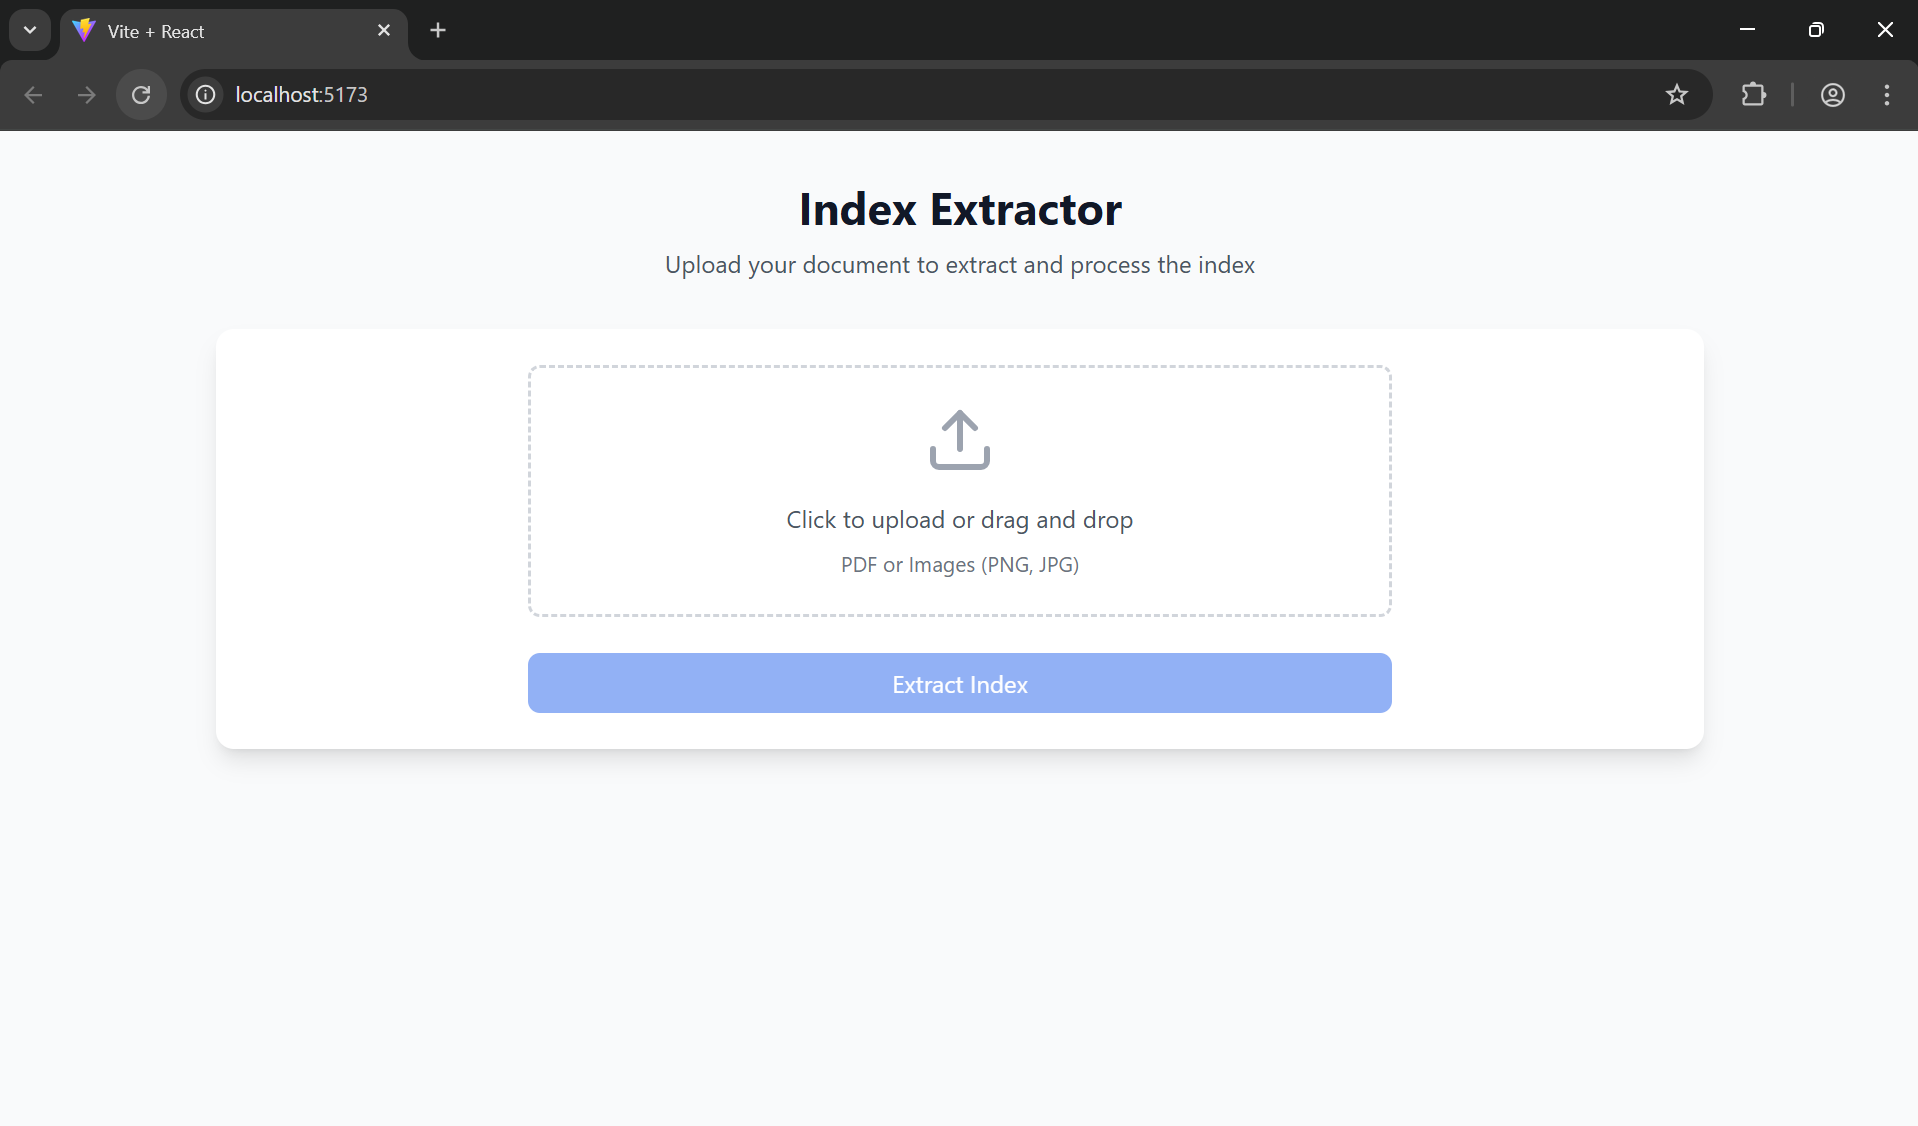 Vite + React
localhost:5173
Index Extractor
Upload your document to extract and process the index
Click to upload or drag and drop
PDF or Images (PNG, JPG)
Extract Index